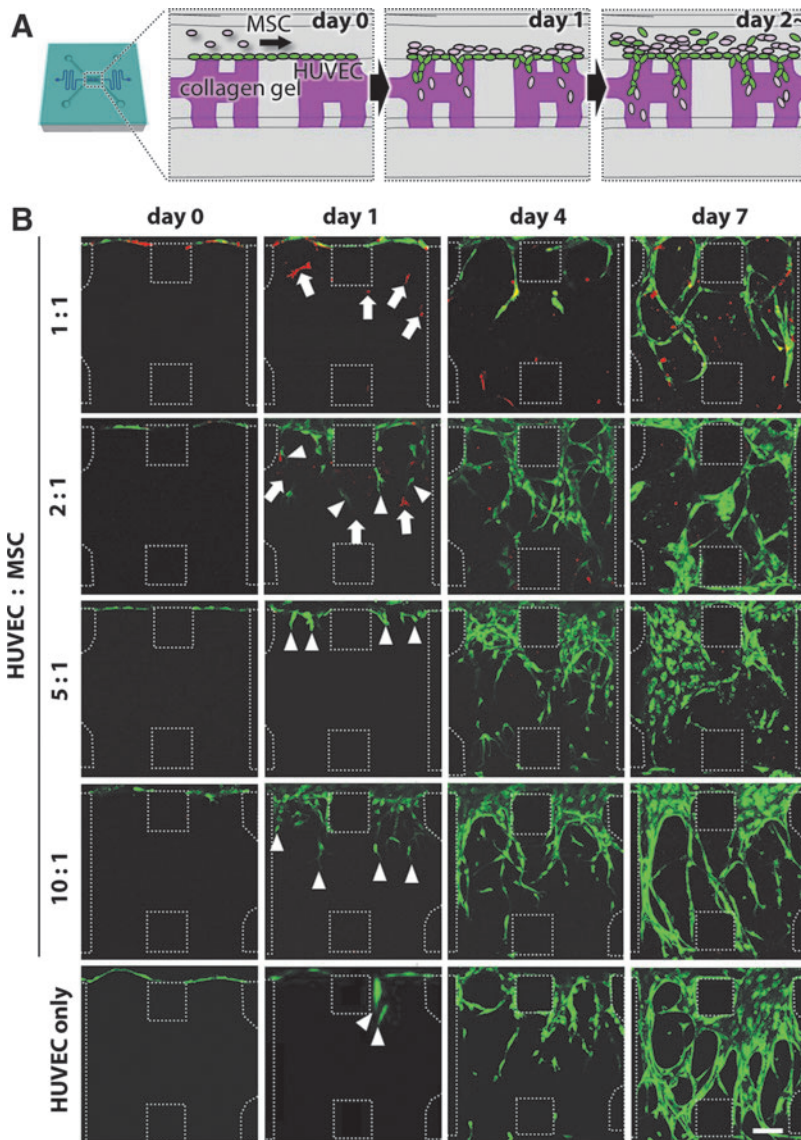 A
day 0
day 1
day 2~
MSC
HUVEC
collagen gel
B
day 0
day 1
day 4
day 7
HUVEC : MSC
1 : 1
2 : 1
5 : 1
10 : 1
HUVEC only